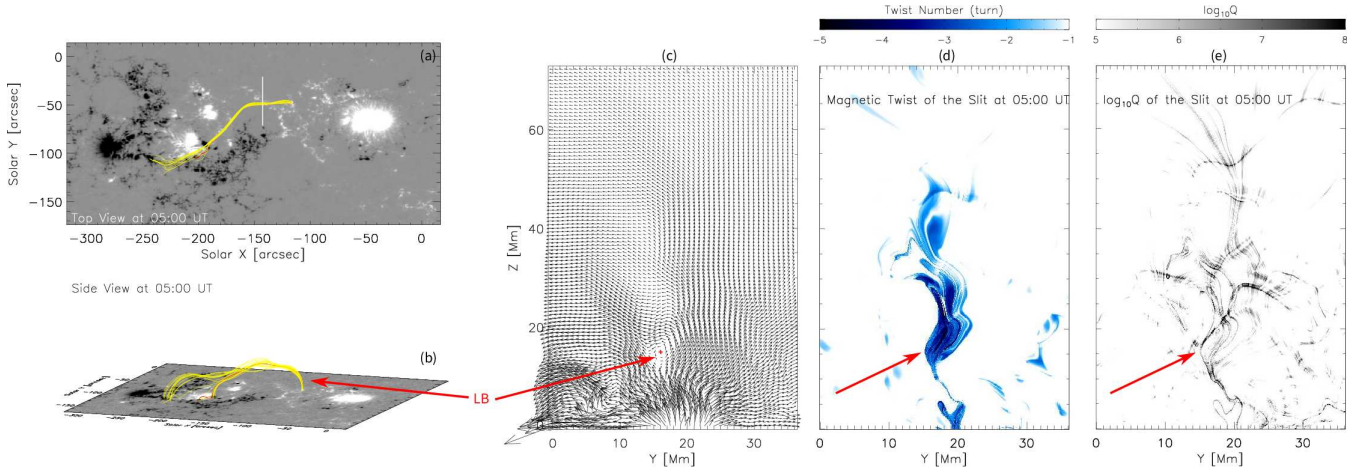 Twist Number (turn)
-5 -4 -3 -2 -1
log10Q
5 6 7 8
(a)
0
-50
-100
-150
Solar Y [arcsec]
Top View at 05:00 UT
-300 -250 -200 -150 -100 -50 0
Solar X [arcsec]
Side View at 05:00 UT
(b)
LB
(c)
60
40
20
Z [Mm]
0 10 20 30
Y [Mm]
(d)
Magnetic Twist of the Slit at 05:00 UT
0 10 20 30
Y [Mm]
(e)
log10Q of the Slit at 05:00 UT
0 10 20 30
Y [Mm]